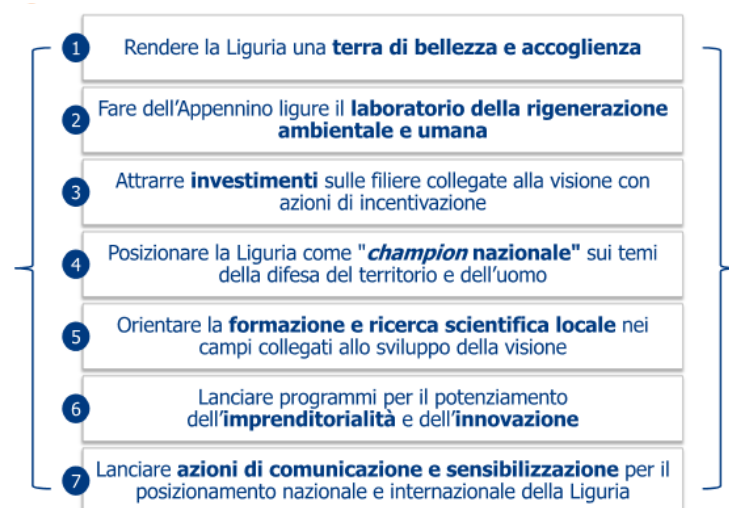 1 Rendere la Liguria una terra di bellezza e accoglienza
2 Fare dell'Appennino ligure il laboratorio della rigenerazione
ambientale e umana
3 Attrarre investimenti sulle filiere collegate alla visione con
azioni di incentivazione
4 Posizionare la Liguria come "champion nazionale" sui temi
della difesa del territorio e dell'uomo
5 Orientare la formazione e ricerca scientifica locale nei
campi collegati allo sviluppo della visione
6 Lanciare programmi per il potenziamento
dell'imprenditorialità e dell'innovazione
7 Lanciare azioni di comunicazione e sensibilizzazione per il
posizionamento nazionale e internazionale della Liguria